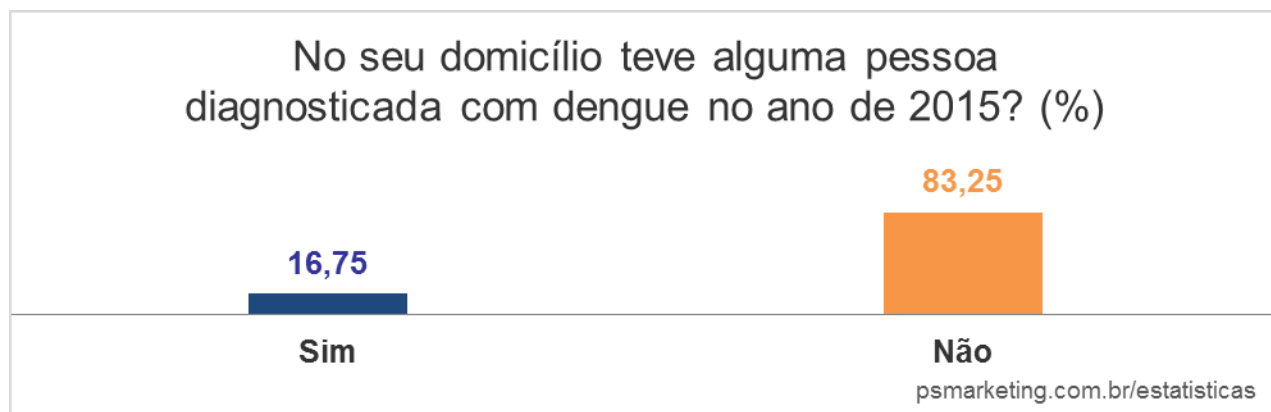 No seu domicílio teve alguma pessoa
diagnosticada com dengue no ano de 2015? (%)
83,25
16,75
Sim
Não
psmarketing.com.br/estatisticas